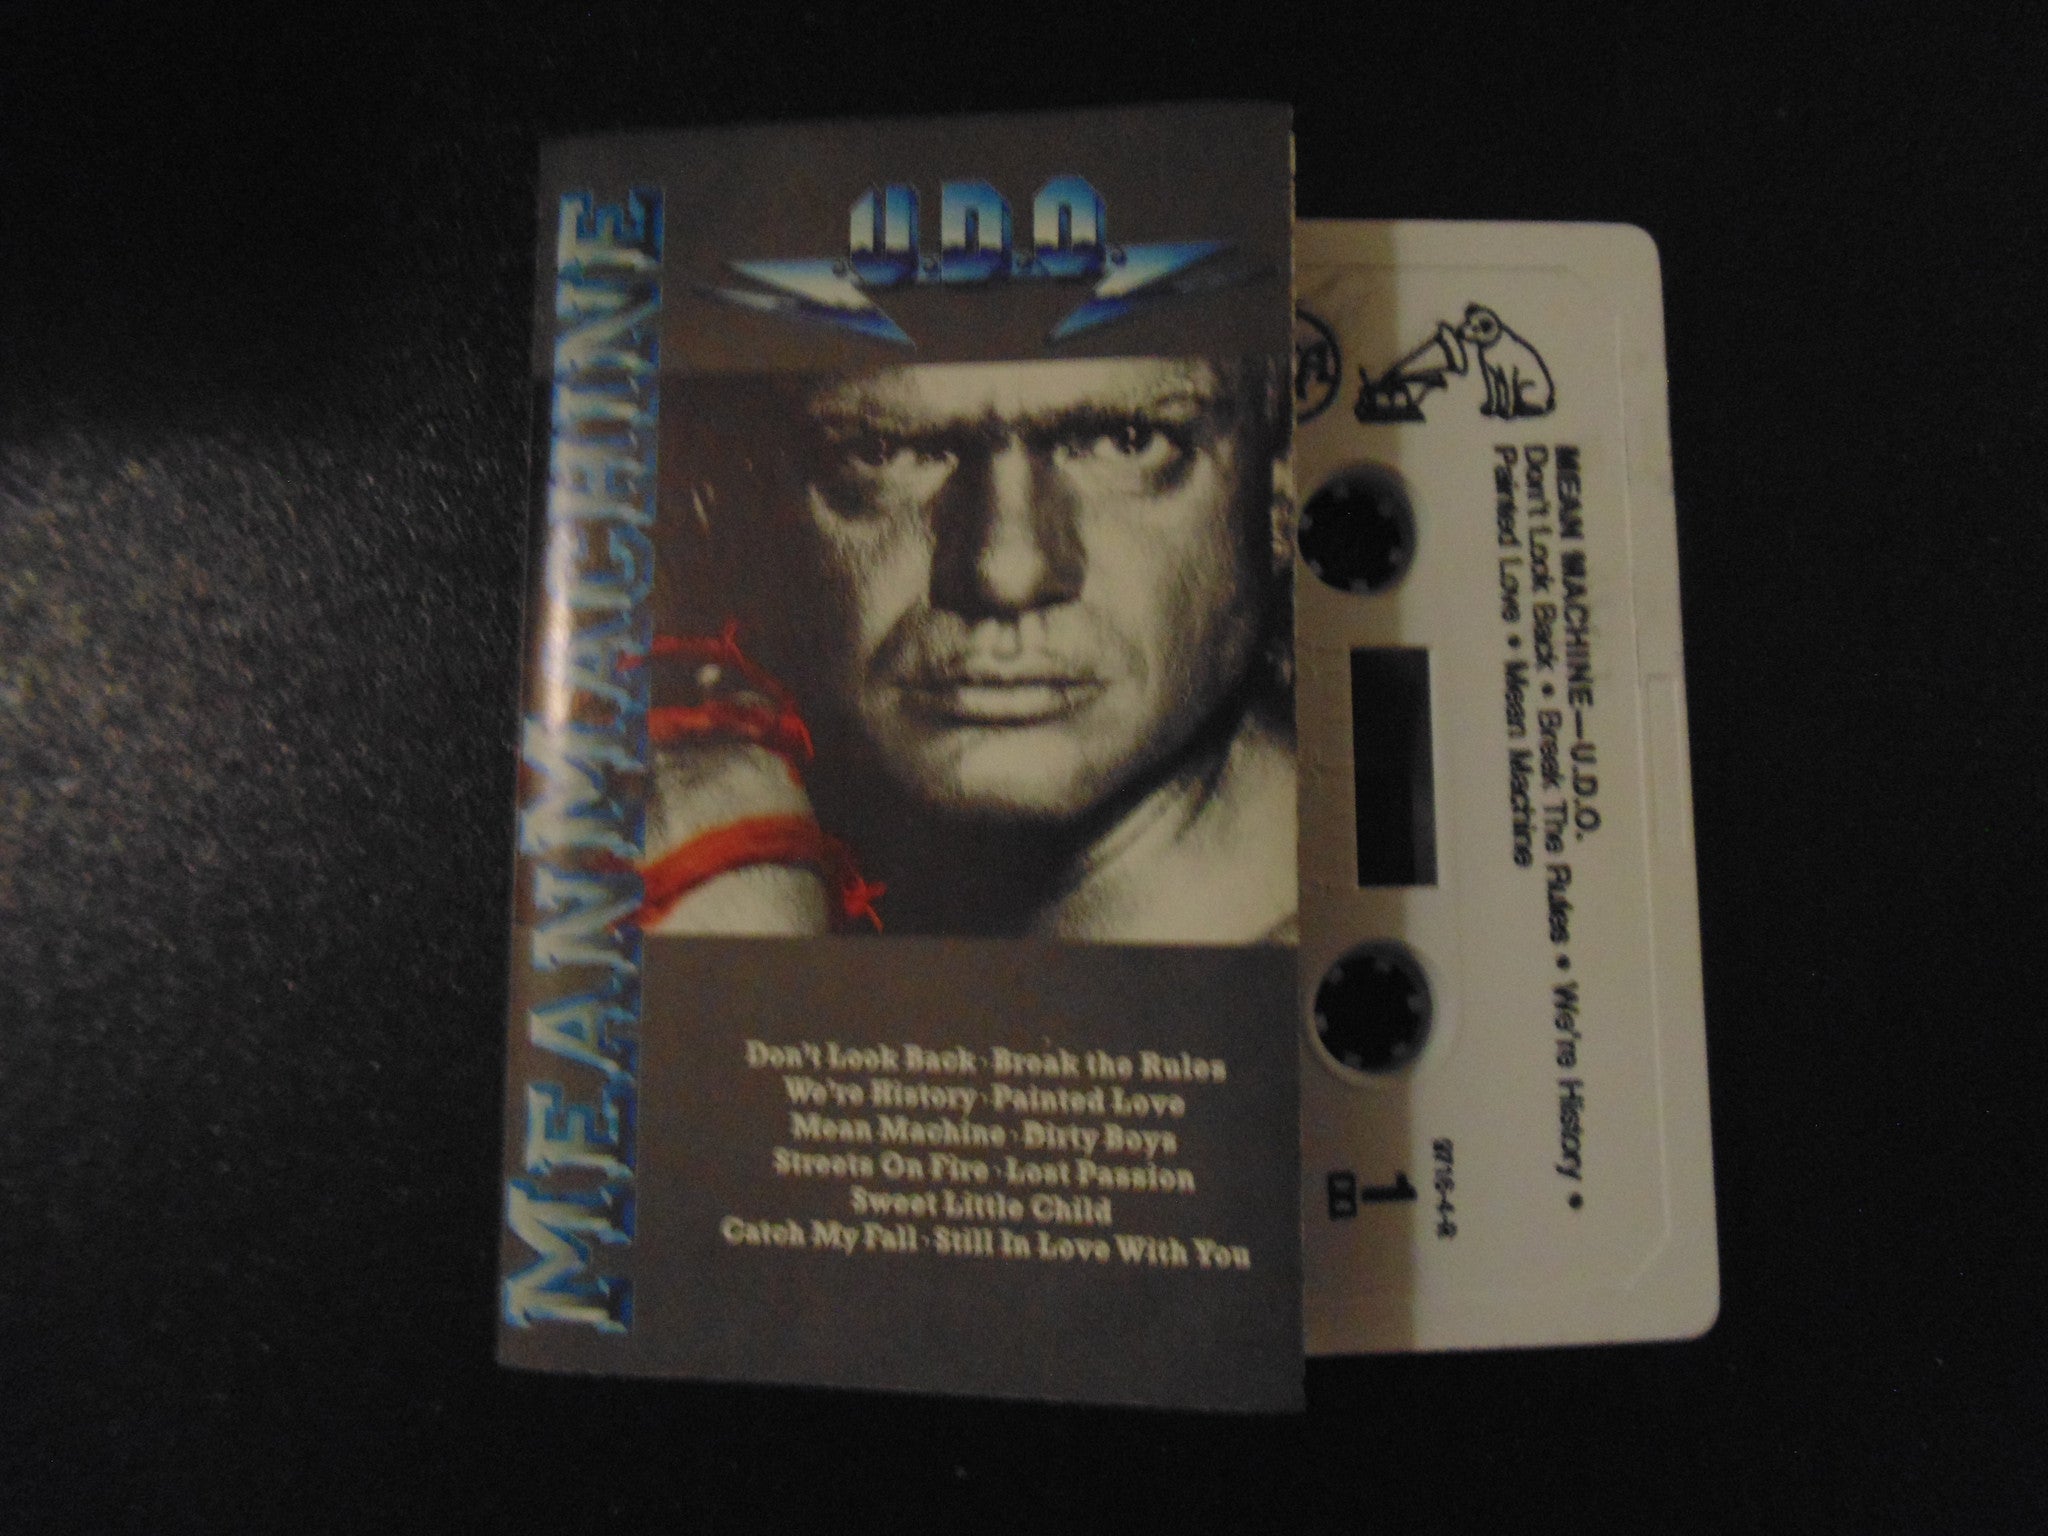 U.D.O.
MEAN MACHINE
Don't Look Back · Break the Rules
We're History · Painted Love
Mean Machine · Dirty Boys
Streets On Fire · Lost Passion
Sweet Little Child
Catch My Fall · Still In Love With You
MEAN MACHINE—U.D.O.
Don't Look Back • Break The Rules • We're History •
Painted Love • Mean Machine
9716-4-R
1